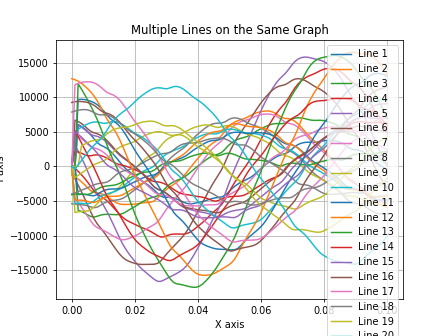 Multiple Lines on the Same Graph
15000
10000
5000
0
−5000
−10000
−15000
0.00
0.02
0.04
0.06
X axis
Line 1
Line 2
Line 3
Line 4
Line 5
Line 6
Line 7
Line 8
Line 9
Line 10
Line 11
Line 12
Line 13
Line 14
Line 15
Line 16
Line 17
Line 18
Line 19